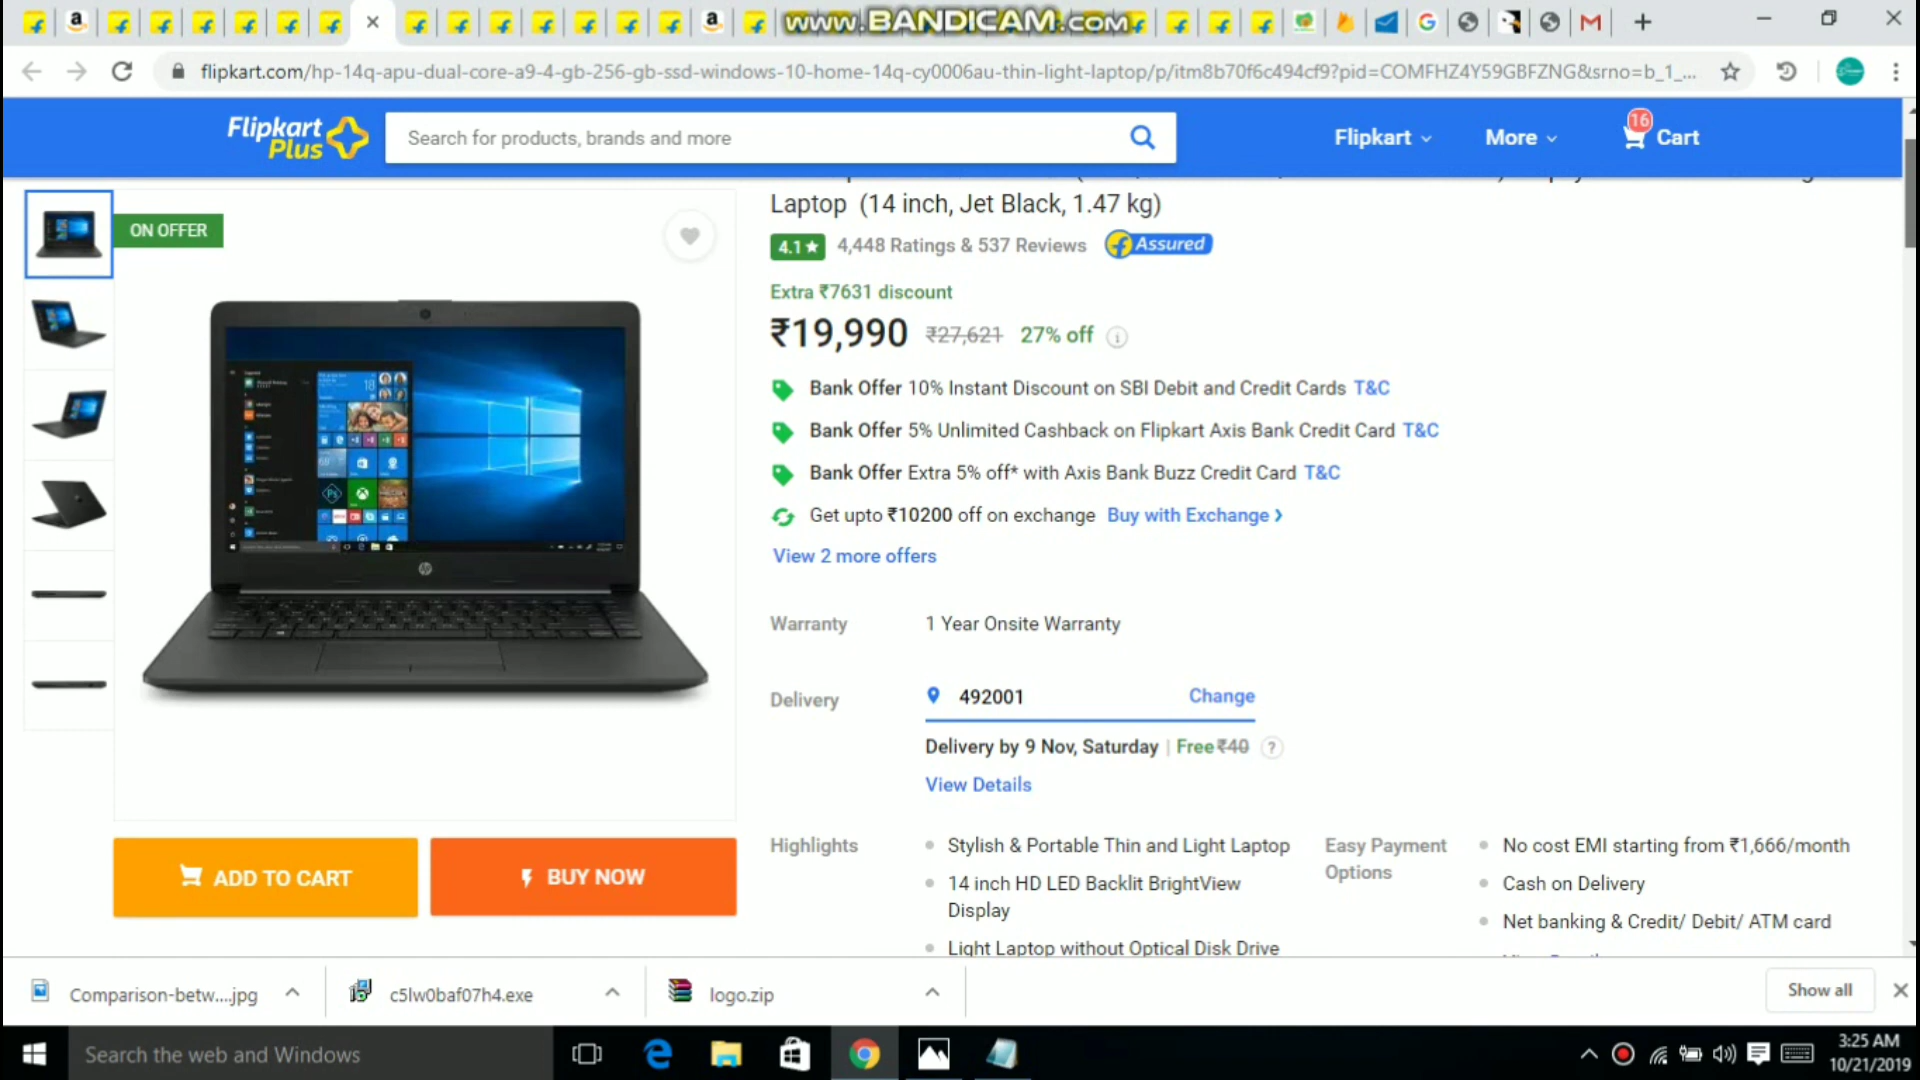 www.BANDICAM.com
flipkart.com/hp-14q-apu-dual-core-a9-4-gb-256-gb-ssd-windows-10-home-14q-cy0006au-thin-light-laptop/p/itm8b70f6c494cf9?pid=COMFHZ4Y59GBFZNG&srno=b_1_...
Flipkart Plus
Search for products, brands and more
Flipkart
More
16
Cart
ON OFFER
Laptop (14 inch, Jet Black, 1.47 kg)
4.1★ 4,448 Ratings & 537 Reviews Assured
Extra ₹7631 discount
₹19,990 ₹27,621 27% off
Bank Offer 10% Instant Discount on SBI Debit and Credit Cards T&C
Bank Offer 5% Unlimited Cashback on Flipkart Axis Bank Credit Card T&C
Bank Offer Extra 5% off* with Axis Bank Buzz Credit Card T&C
Get upto ₹10200 off on exchange Buy with Exchange
View 2 more offers
Warranty 1 Year Onsite Warranty
Delivery 492001 Change
Delivery by 9 Nov, Saturday | Free ₹40 ?
View Details
Highlights
Stylish & Portable Thin and Light Laptop
14 inch HD LED Backlit BrightView
Display
Light Laptop without Optical Disk Drive
Easy Payment
Options
No cost EMI starting from ₹1,666/month
Cash on Delivery
Net banking & Credit/ Debit/ ATM card
ADD TO CART
BUY NOW
Comparison-betw....jpg
c5lw0baf07h4.exe
logo.zip
Show all
Search the web and Windows
3:25 AM
10/21/2019